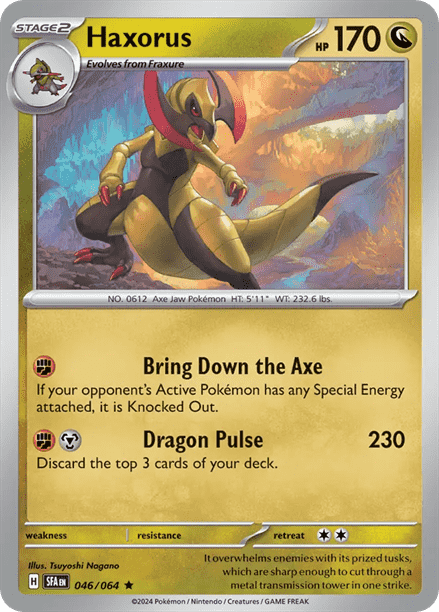 STAGE2
Haxorus
HP 170
Evolves from Fraxure
NO. 0612 Axe Jaw Pokémon HT: 5'11" WT: 232.6 lbs.
Bring Down the Axe
If your opponent's Active Pokémon has any Special Energy
attached, it is Knocked Out.
Dragon Pulse 230
Discard the top 3 cards of your deck.
weakness resistance retreat
Illus. Tsuyoshi Nagano
It overwhelms enemies with its prized tusks,
which are sharp enough to cut through a
metal transmission tower in one strike.
H SFA EN 046/064 ★
©2024 Pokémon / Nintendo / Creatures / GAME FREAK